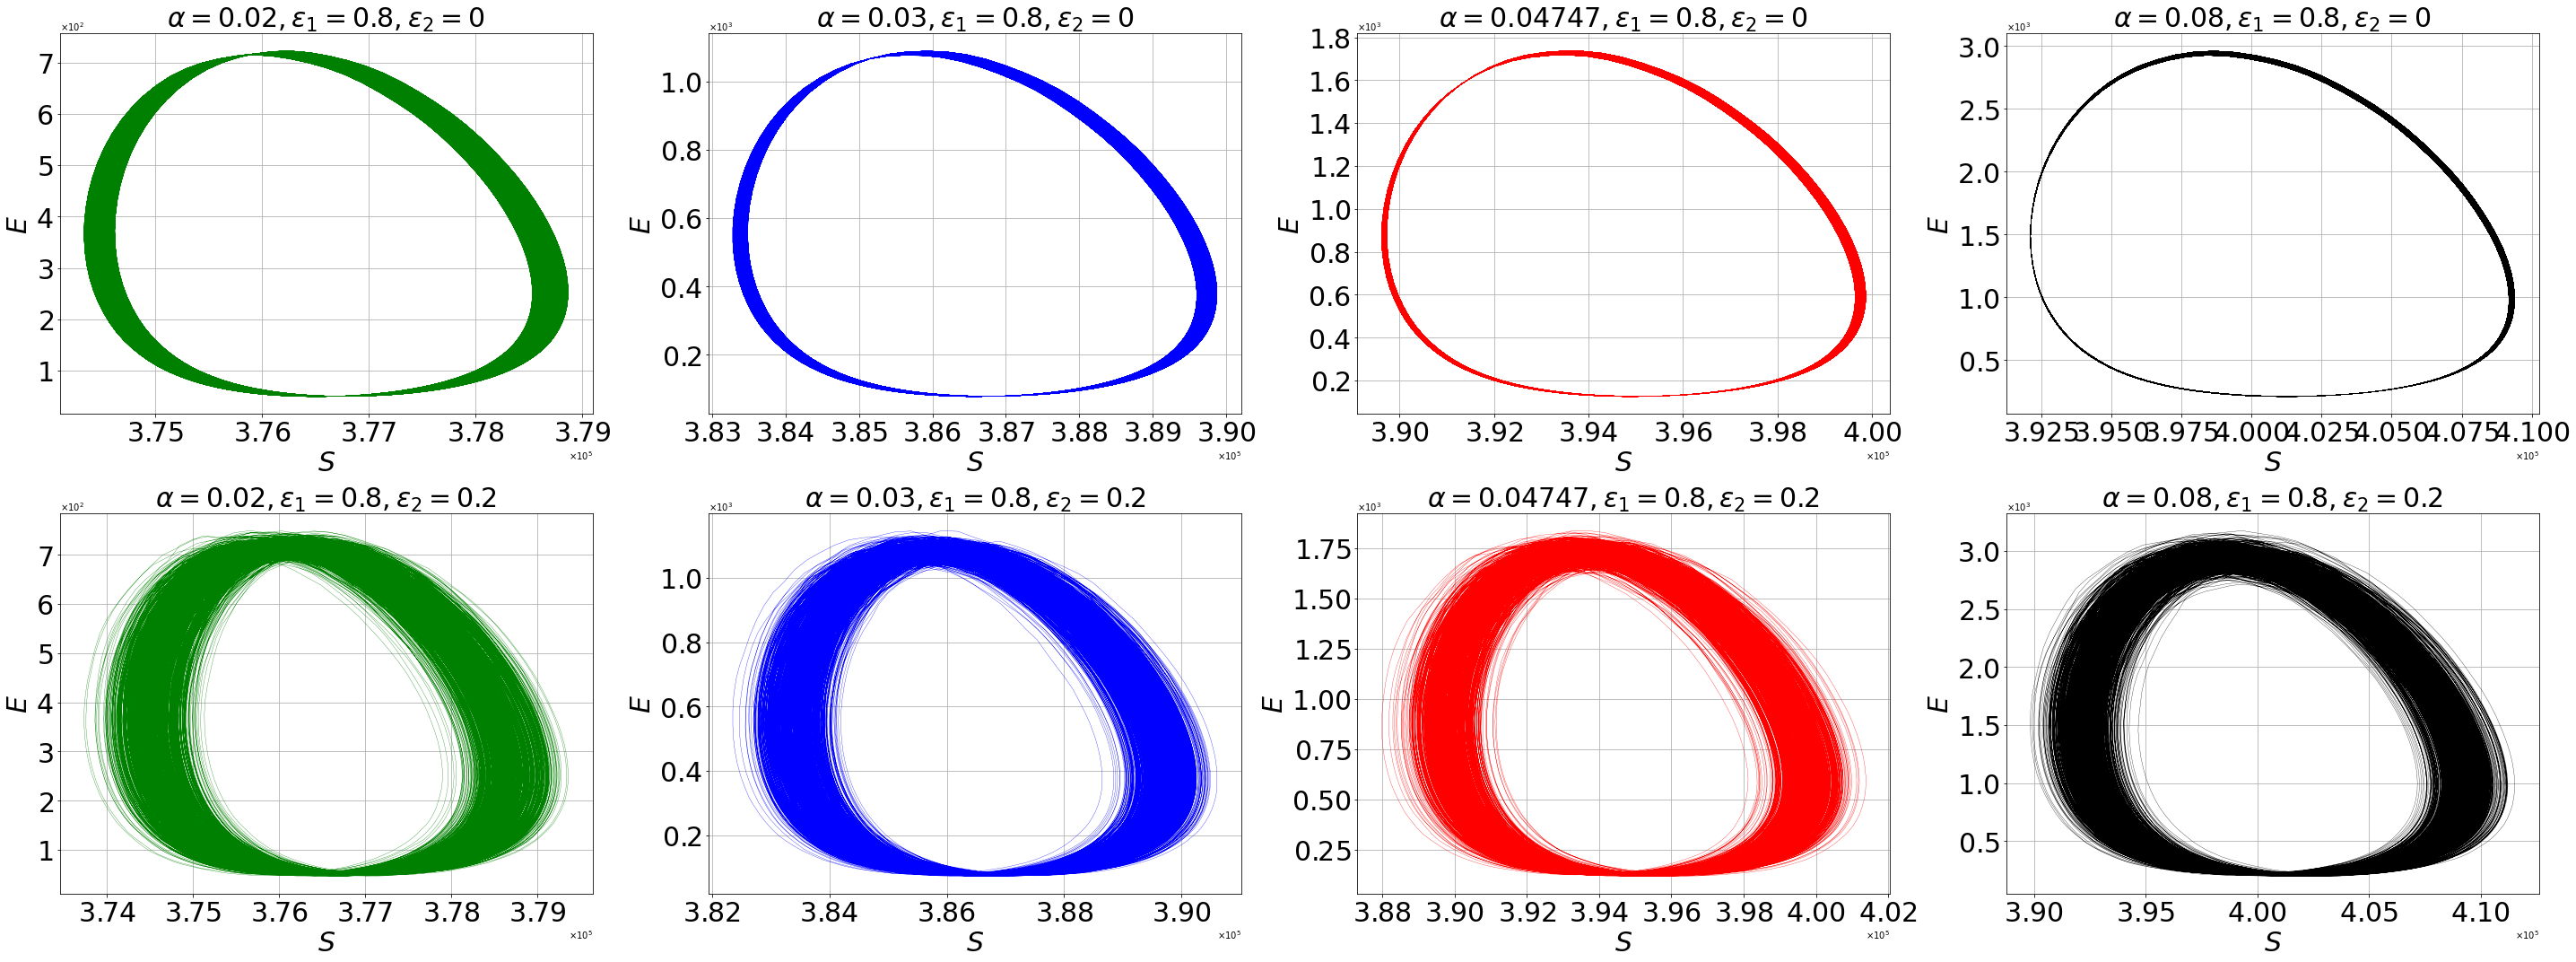 α = 0.02, ε₁ = 0.8, ε₂ = 0
×10²
7
6
5
4
3
2
1
E
3.75 3.76 3.77 3.78 3.79
×10⁵
S
α = 0.03, ε₁ = 0.8, ε₂ = 0
×10³
1.0
0.8
0.6
0.4
0.2
E
3.83 3.84 3.85 3.86 3.87 3.88 3.89 3.90
×10⁵
S
α = 0.04747, ε₁ = 0.8, ε₂ = 0
×10³
1.8
1.6
1.4
1.2
1.0
0.8
0.6
0.4
0.2
E
3.90 3.92 3.94 3.96 3.98 4.00
×10⁵
S
α = 0.08, ε₁ = 0.8, ε₂ = 0
×10³
3.0
2.5
2.0
1.5
1.0
0.5
E
3.925 3.950 3.975 4.000 4.025 4.050 4.075 4.100
×10⁵
S
α = 0.02, ε₁ = 0.8, ε₂ = 0.2
×10²
7
6
5
4
3
2
1
E
3.74 3.75 3.76 3.77 3.78 3.79
×10⁵
S
α = 0.03, ε₁ = 0.8, ε₂ = 0.2
×10³
1.0
0.8
0.6
0.4
0.2
E
3.82 3.84 3.86 3.88 3.90
×10⁵
S
α = 0.04747, ε₁ = 0.8, ε₂ = 0.2
×10³
1.75
1.50
1.25
1.00
0.75
0.50
0.25
E
3.88 3.90 3.92 3.94 3.96 3.98 4.00 4.02
×10⁵
S
α = 0.08, ε₁ = 0.8, ε₂ = 0.2
×10³
3.0
2.5
2.0
1.5
1.0
0.5
E
3.90 3.95 4.00 4.05 4.10
×10⁵
S